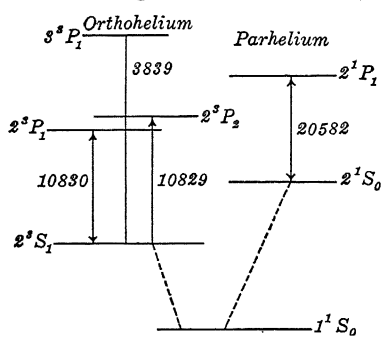 Orthohelium
3³P₁
Parhelium
3839
2¹P₁
2³P₂
2³P₁
20582
10830
10829
2¹S₀
2³S₁
1¹S₀